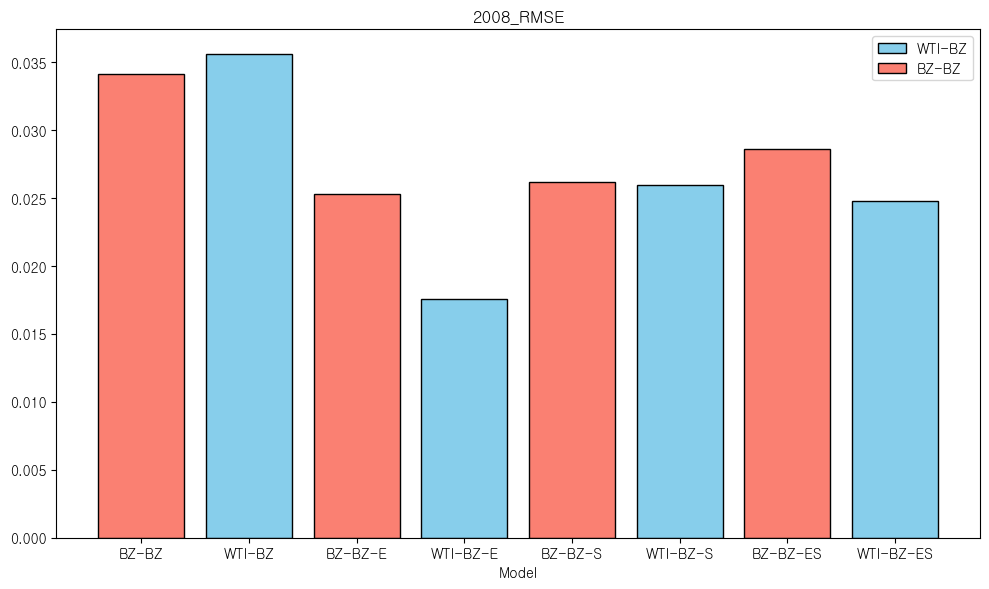 2008_RMSE
WTI-BZ
BZ-BZ
0.035
0.030
0.025
0.020
0.015
0.010
0.005
0.000
BZ-BZ WTI-BZ BZ-BZ-E WTI-BZ-E BZ-BZ-S WTI-BZ-S BZ-BZ-ES WTI-BZ-ES
Model